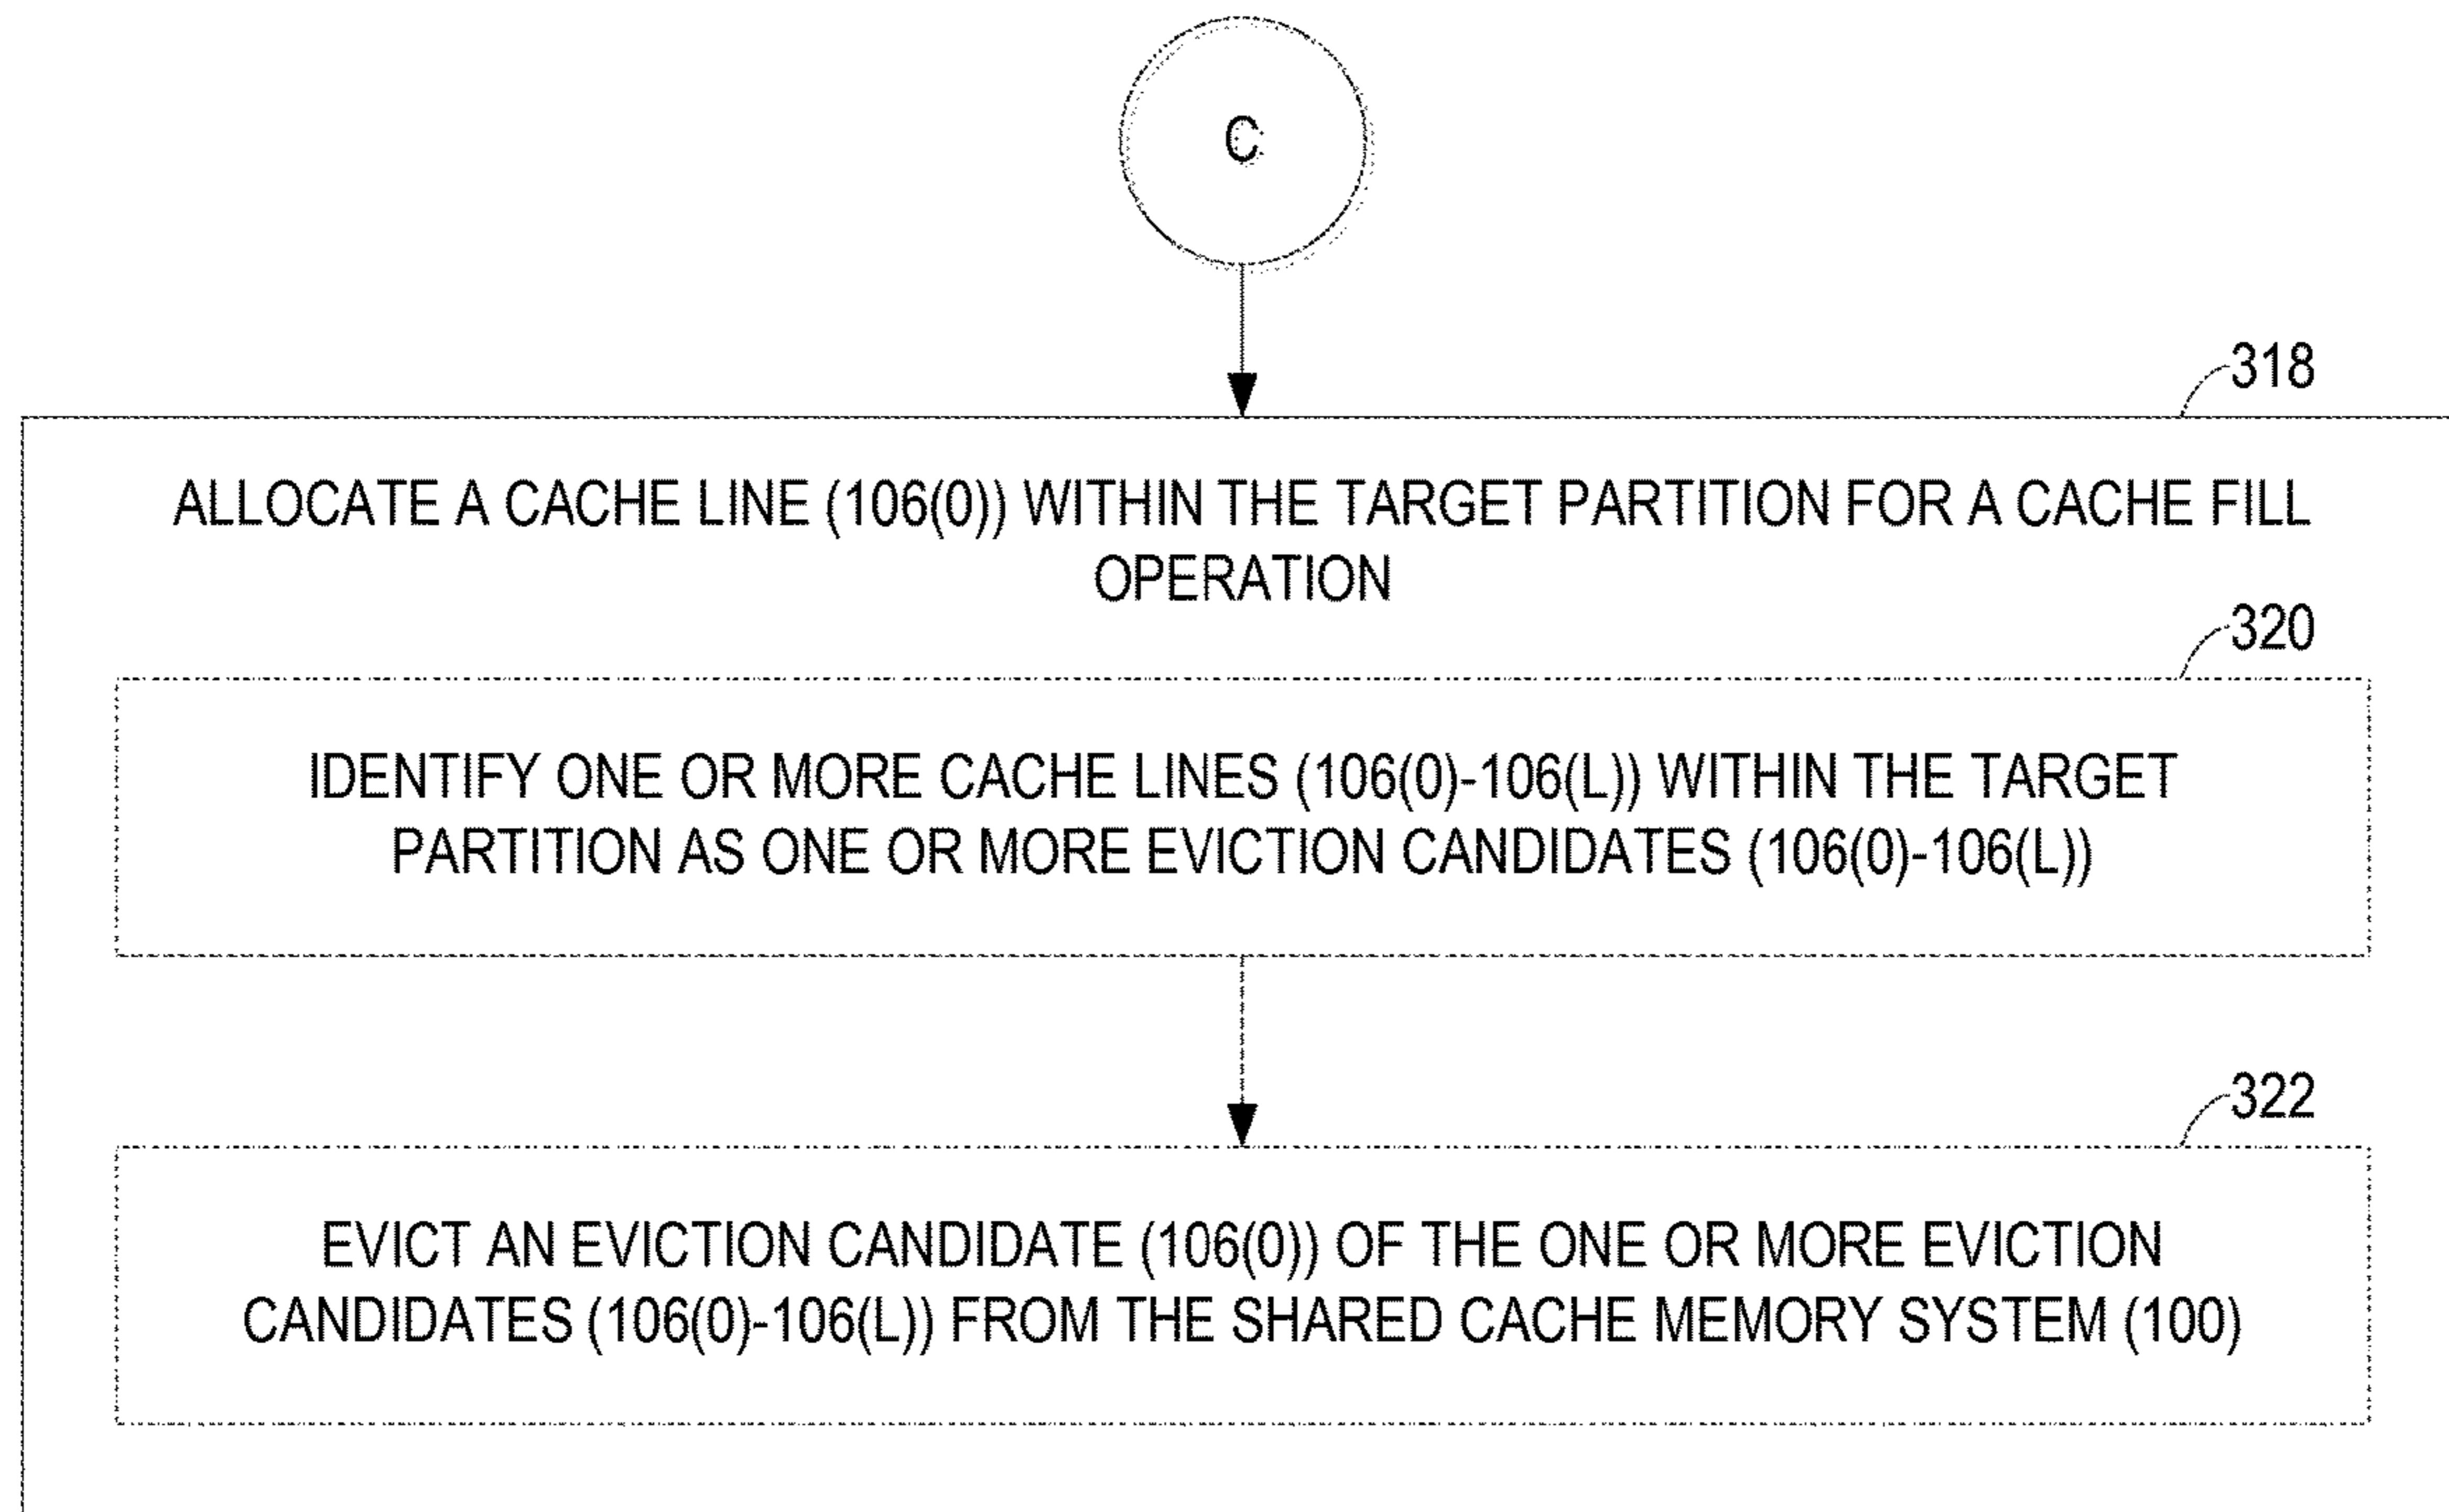 C
318
ALLOCATE A CACHE LINE (106(0)) WITHIN THE TARGET PARTITION FOR A CACHE FILL
OPERATION
320
IDENTIFY ONE OR MORE CACHE LINES (106(0)-106(L)) WITHIN THE TARGET
PARTITION AS ONE OR MORE EVICTION CANDIDATES (106(0)-106(L))
322
EVICT AN EVICTION CANDIDATE (106(0)) OF THE ONE OR MORE EVICTION
CANDIDATES (106(0)-106(L)) FROM THE SHARED CACHE MEMORY SYSTEM (100)